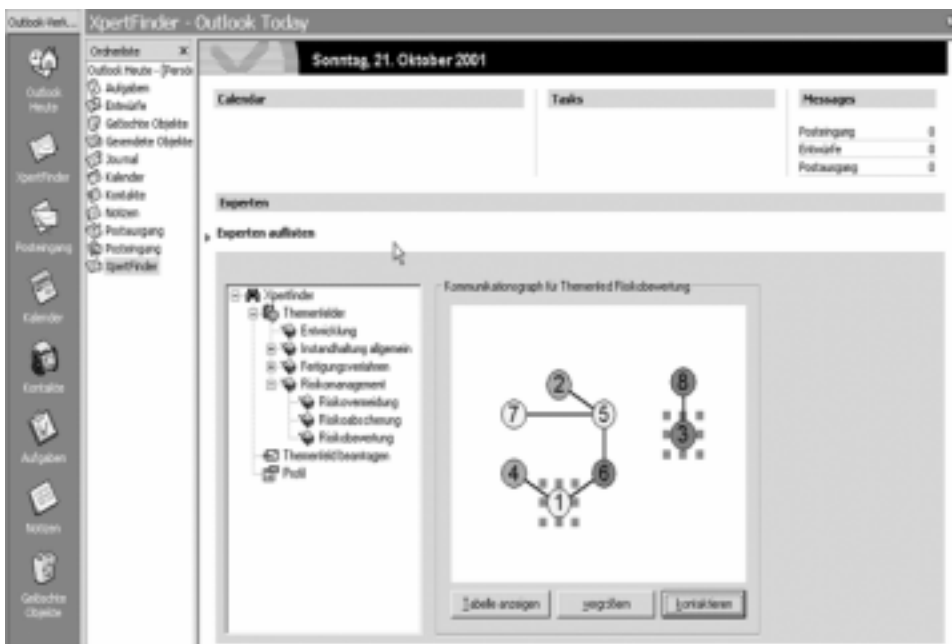 Outlook-Verk...
XpertFinder - Outlook Today
Outlook Heute
XpertFinder
Posteingang
Kalender
Kontakte
Aufgaben
Notizen
Gelöschte Objekte
Ordnerliste x
Outlook Heute - [Persön
Aufgaben
Entwürfe
Gelöschte Objekte
Gesendete Objekte
Journal
Kalender
Kontakte
Notizen
Postausgang
Posteingang
XpertFinder
Sonntag, 21. Oktober 2001
Calendar
Tasks
Messages
Posteingang 0
Entwürfe 0
Postausgang 0
Experten
Experten auflisten
Xpertfinder
Themenfelder
Entwicklung
Instandhaltung allgemein
Fertigungsverfahren
Risikomanagement
Risikovermeidung
Risikoabsicherung
Risikobewertung
Themenfeld beantragen
Profil
Kommunikationsgraph für Themenfeld Risikobewertung
2
8
7
5
3
4
6
1
Tabelle anzeigen
vergrößern
kontaktieren